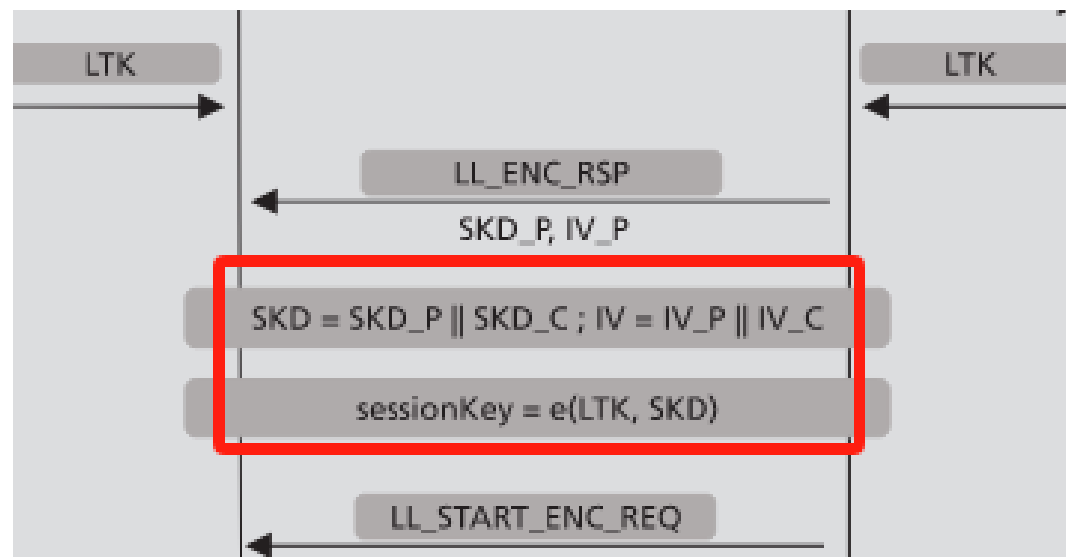 LTK
LTK
LL_ENC_RSP
SKD_P, IV_P
SKD = SKD_P || SKD_C ; IV = IV_P || IV_C
sessionKey = e(LTK, SKD)
LL_START_ENC_REQ